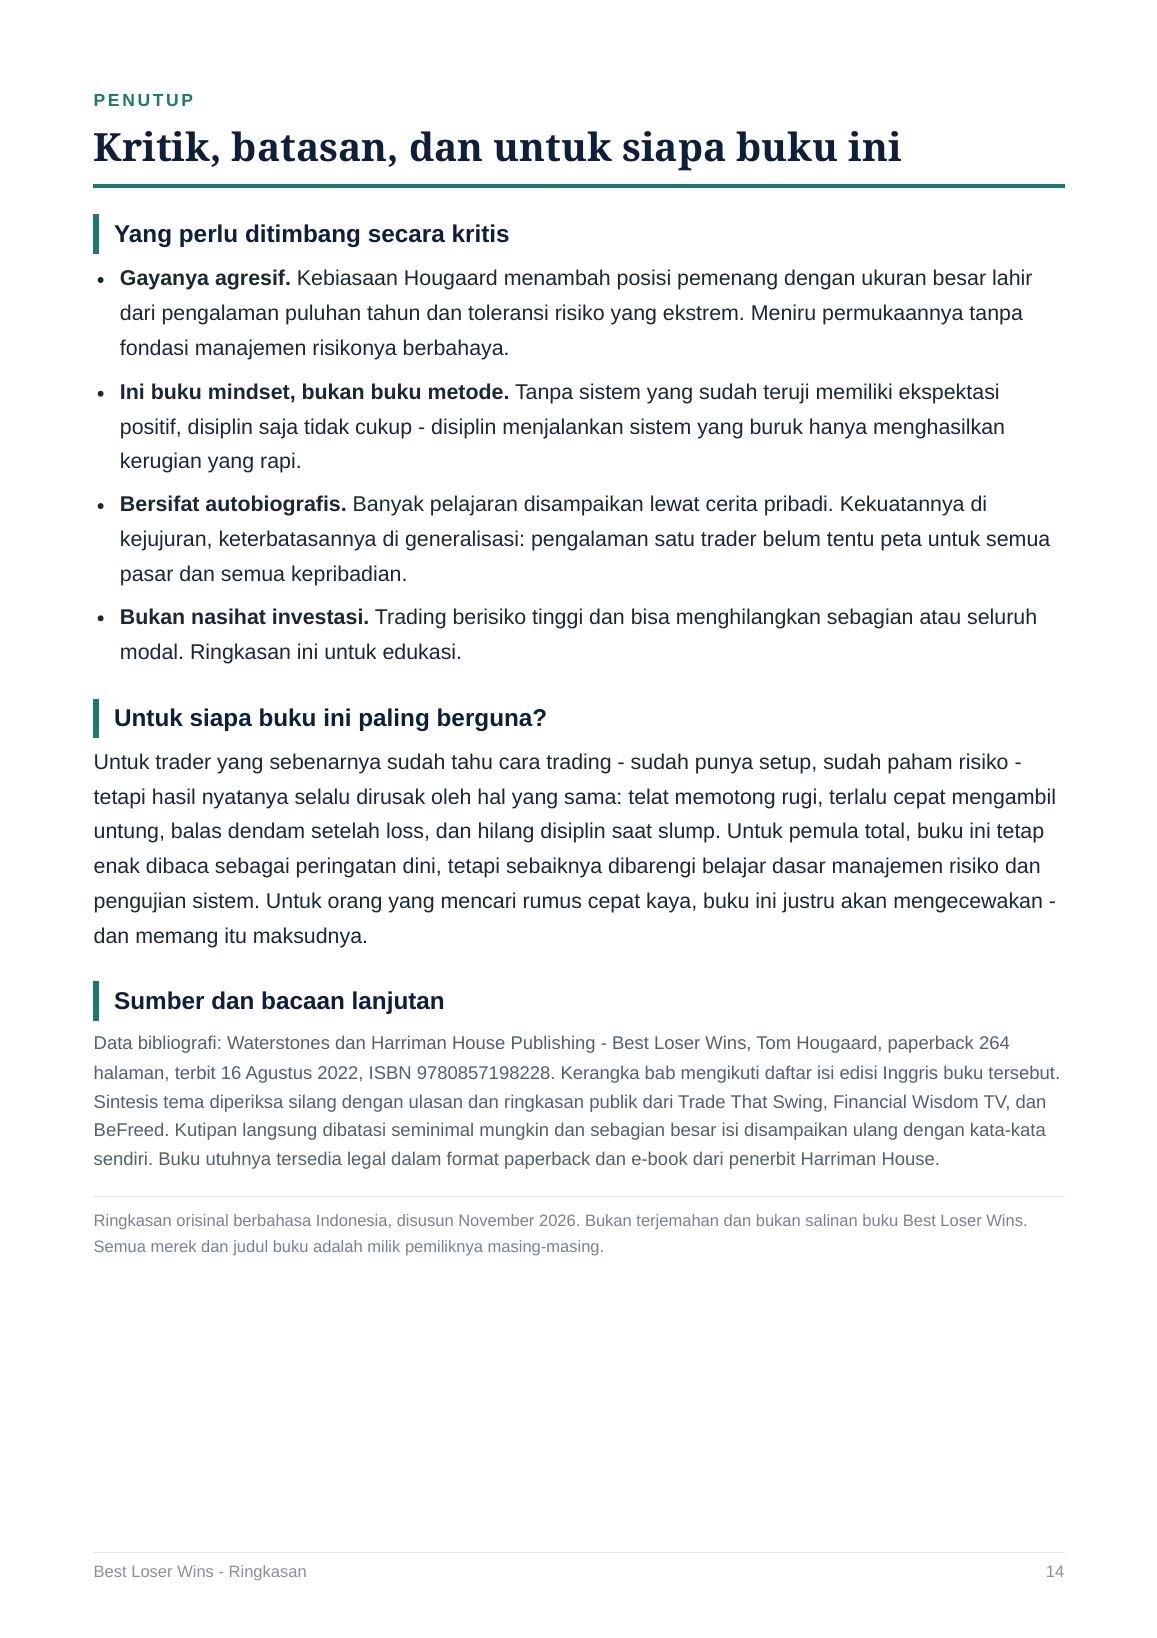 PENUTUP
Kritik, batasan, dan untuk siapa buku ini
Yang perlu ditimbang secara kritis
• Gayanya agresif. Kebiasaan Hougaard menambah posisi pemenang dengan ukuran besar lahir
dari pengalaman puluhan tahun dan toleransi risiko yang ekstrem. Meniru permukaannya tanpa
fondasi manajemen risikonya berbahaya.
• Ini buku mindset, bukan buku metode. Tanpa sistem yang sudah teruji memiliki ekspektasi
positif, disiplin saja tidak cukup - disiplin menjalankan sistem yang buruk hanya menghasilkan
kerugian yang rapi.
• Bersifat autobiografis. Banyak pelajaran disampaikan lewat cerita pribadi. Kekuatannya di
kejujuran, keterbatasannya di generalisasi: pengalaman satu trader belum tentu peta untuk semua
pasar dan semua kepribadian.
• Bukan nasihat investasi. Trading berisiko tinggi dan bisa menghilangkan sebagian atau seluruh
modal. Ringkasan ini untuk edukasi.
Untuk siapa buku ini paling berguna?
Untuk trader yang sebenarnya sudah tahu cara trading - sudah punya setup, sudah paham risiko -
tetapi hasil nyatanya selalu dirusak oleh hal yang sama: telat memotong rugi, terlalu cepat mengambil
untung, balas dendam setelah loss, dan hilang disiplin saat slump. Untuk pemula total, buku ini tetap
enak dibaca sebagai peringatan dini, tetapi sebaiknya dibarengi belajar dasar manajemen risiko dan
pengujian sistem. Untuk orang yang mencari rumus cepat kaya, buku ini justru akan mengecewakan -
dan memang itu maksudnya.
Sumber dan bacaan lanjutan
Data bibliografi: Waterstones dan Harriman House Publishing - Best Loser Wins, Tom Hougaard, paperback 264
halaman, terbit 16 Agustus 2022, ISBN 9780857198228. Kerangka bab mengikuti daftar isi edisi Inggris buku tersebut.
Sintesis tema diperiksa silang dengan ulasan dan ringkasan publik dari Trade That Swing, Financial Wisdom TV, dan
BeFreed. Kutipan langsung dibatasi seminimal mungkin dan sebagian besar isi disampaikan ulang dengan kata-kata
sendiri. Buku utuhnya tersedia legal dalam format paperback dan e-book dari penerbit Harriman House.
Ringkasan orisinal berbahasa Indonesia, disusun November 2026. Bukan terjemahan dan bukan salinan buku Best Loser Wins.
Semua merek dan judul buku adalah milik pemiliknya masing-masing.
Best Loser Wins - Ringkasan 14